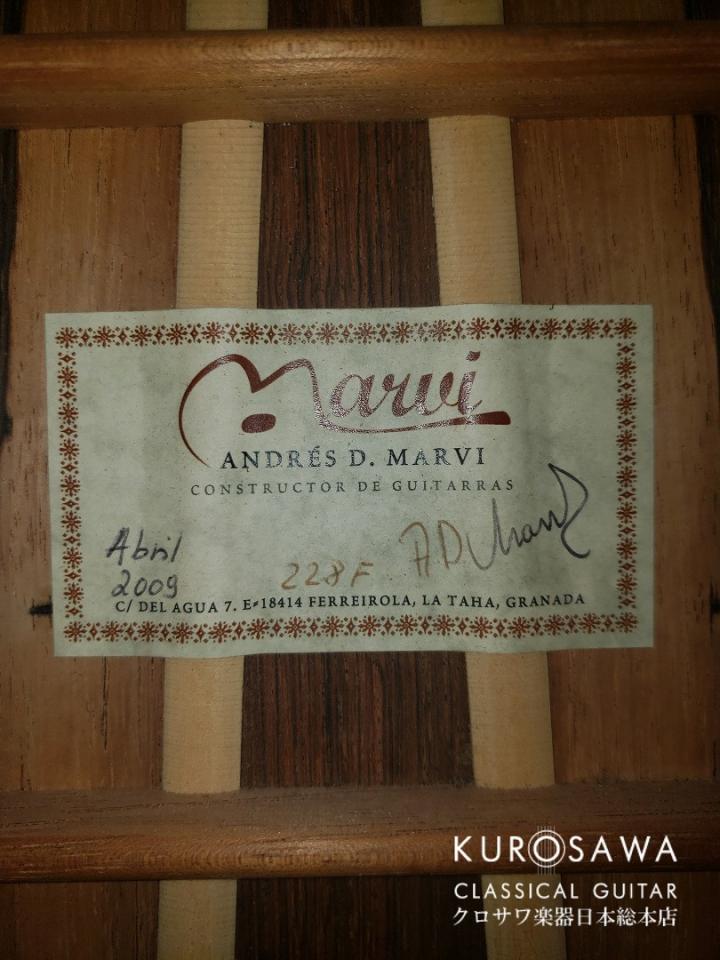 Marvi
ANDRÉS D. MARVI
CONSTRUCTOR DE GUITARRAS
Abril
2009
228F
A D Marvi
C/ DEL AGUA 7. E-18414 FERREIROLA, LA TAHA, GRANADA
KUROSAWA
CLASSICAL GUITAR
クロサワ楽器日本総本店